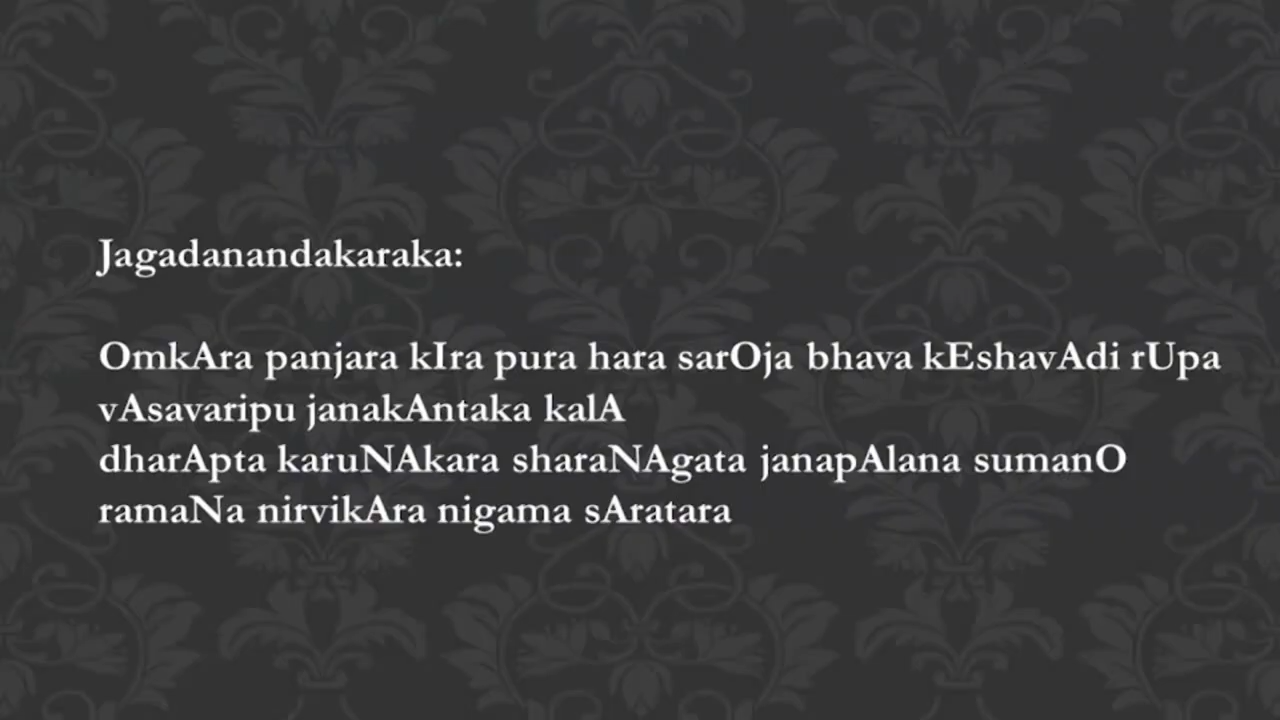 Jagadanandakaraka:
OmkAra panjara kIra pura hara sarOja bhava kEshavAdi rUpa
vAsavaripu janakAntaka kalA
dharApta karuNAkara sharaNAgata janapAlana sumanO
ramaNa nirvikAra nigama sAratara